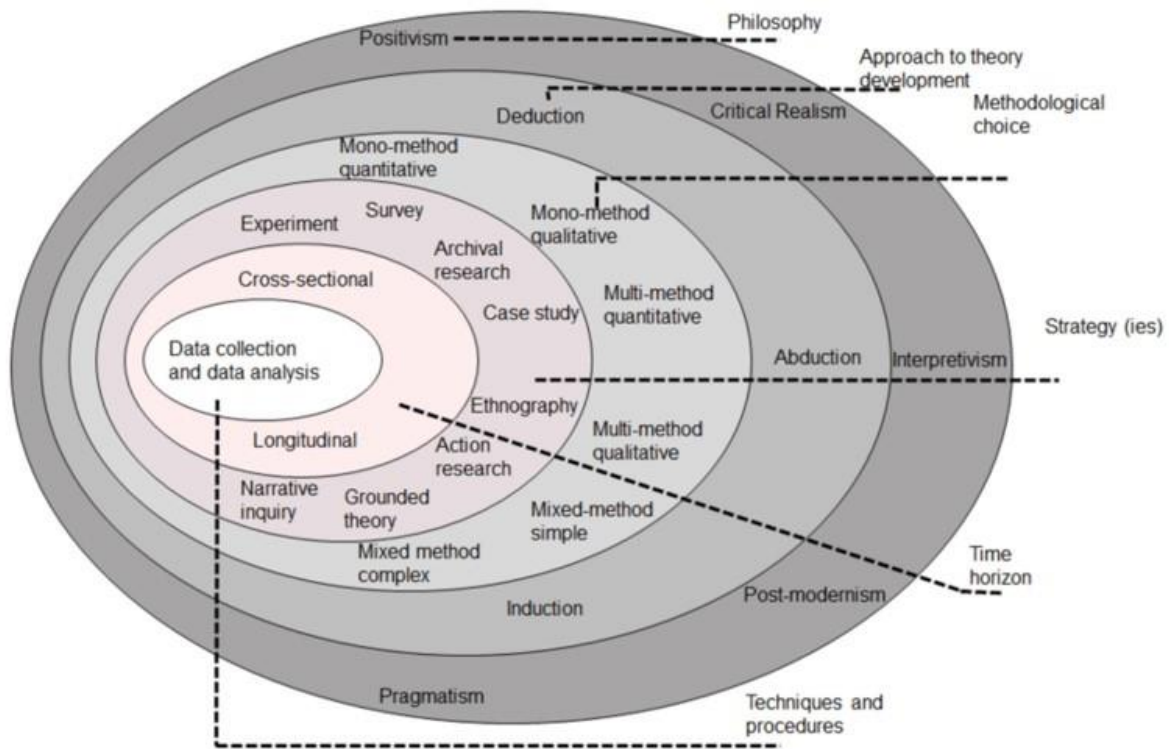 Philosophy
Positivism
Approach to theory
development
Critical Realism
Methodological
choice
Deduction
Mono-method
quantitative
Survey
Experiment
Mono-method
qualitative
Archival
research
Cross-sectional
Case study
Multi-method
quantitative
Strategy (ies)
Data collection
and data analysis
Abduction
Interpretivism
Ethnography
Longitudinal
Action
research
Multi-method
qualitative
Narrative
inquiry
Grounded
theory
Mixed-method
simple
Mixed method
complex
Time
horizon
Induction
Post-modernism
Pragmatism
Techniques and
procedures